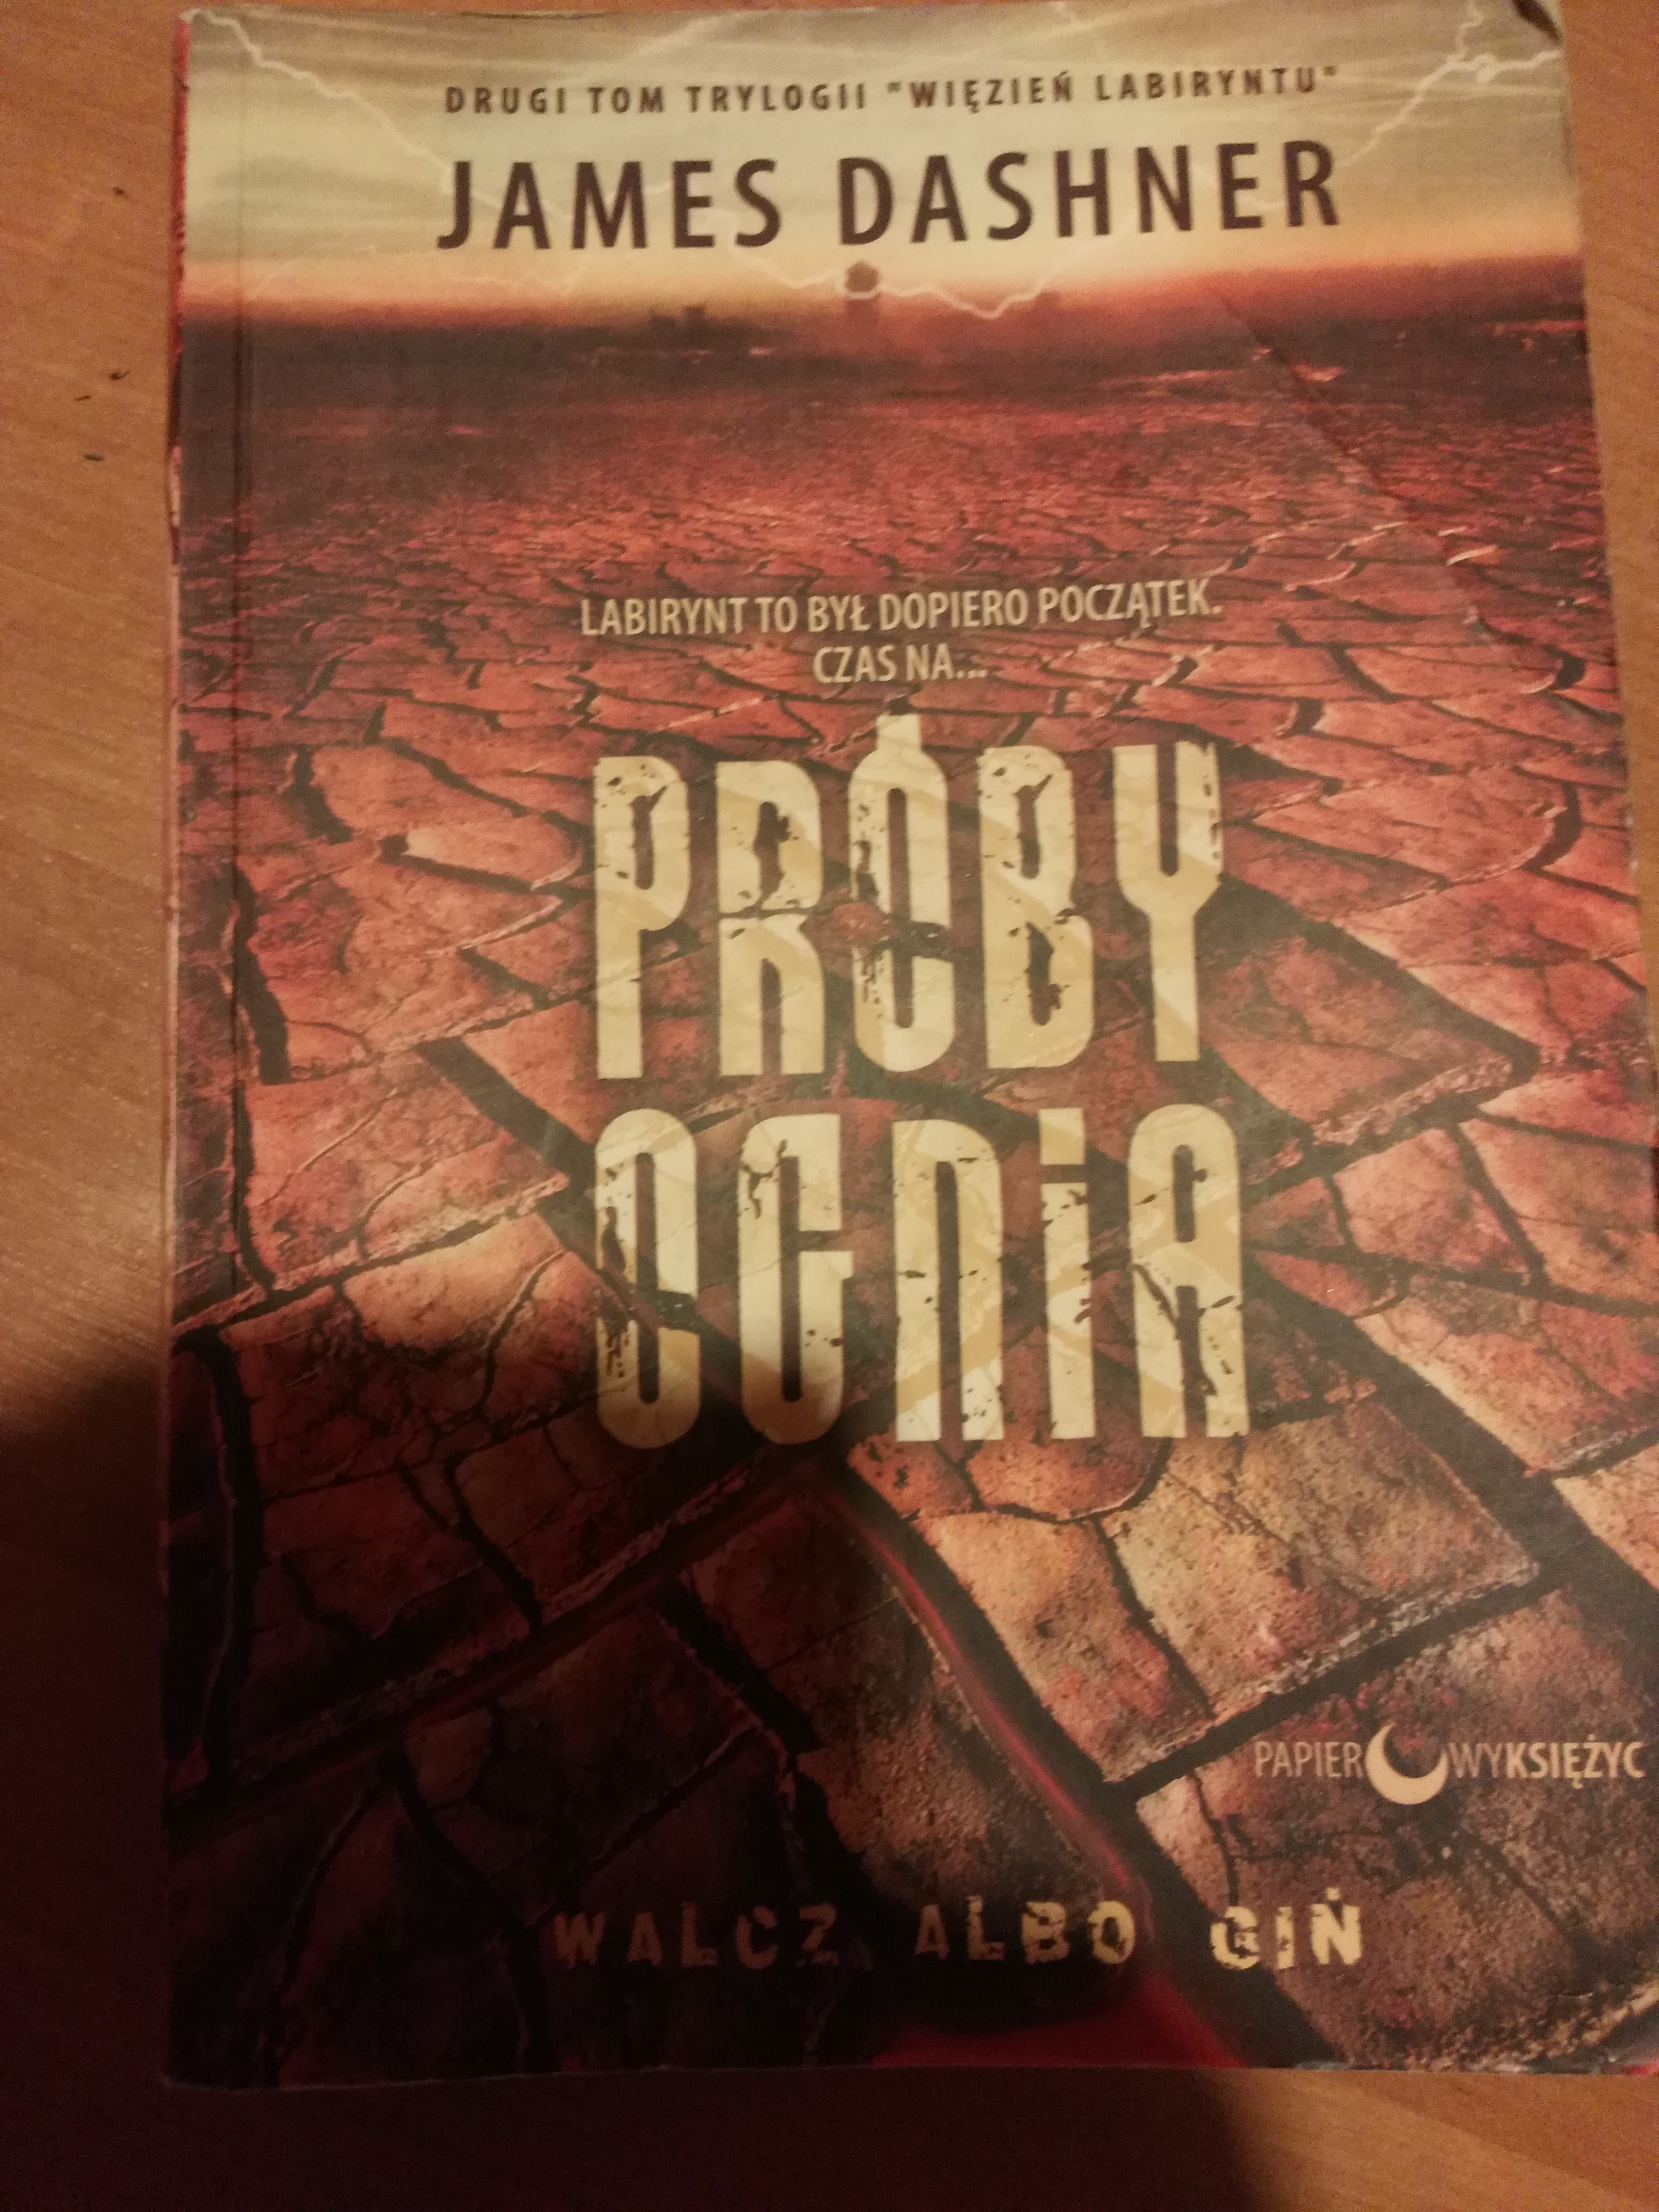 DRUGI TOM TRYLOGII "WIĘZIEŃ LABIRYNTU"
JAMES DASHNER
LABIRYNT TO BYŁ DOPIERO POCZĄTEK.
CZAS NA...
PRÓBY
OGNIA
PAPIEROWYKSIĘŻYC
WALCZ ALBO GIŃ